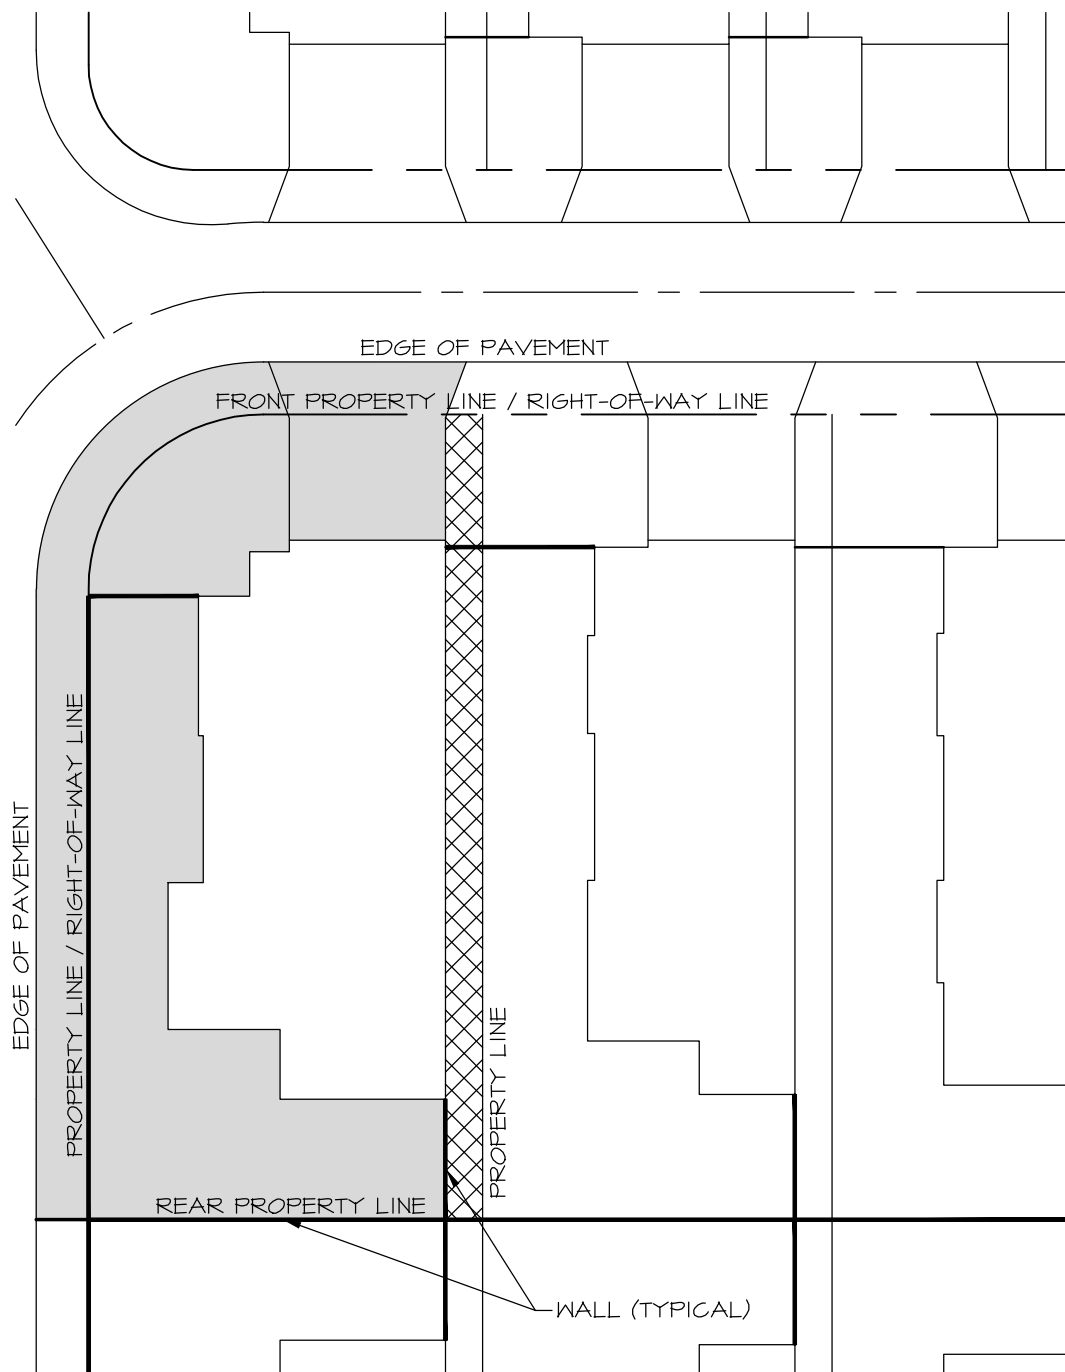 EDGE OF PAVEMENT
FRONT PROPERTY LINE / RIGHT-OF-WAY LINE
PROPERTY LINE / RIGHT-OF-WAY LINE
EDGE OF PAVEMENT
PROPERTY LINE
REAR PROPERTY LINE
WALL (TYPICAL)